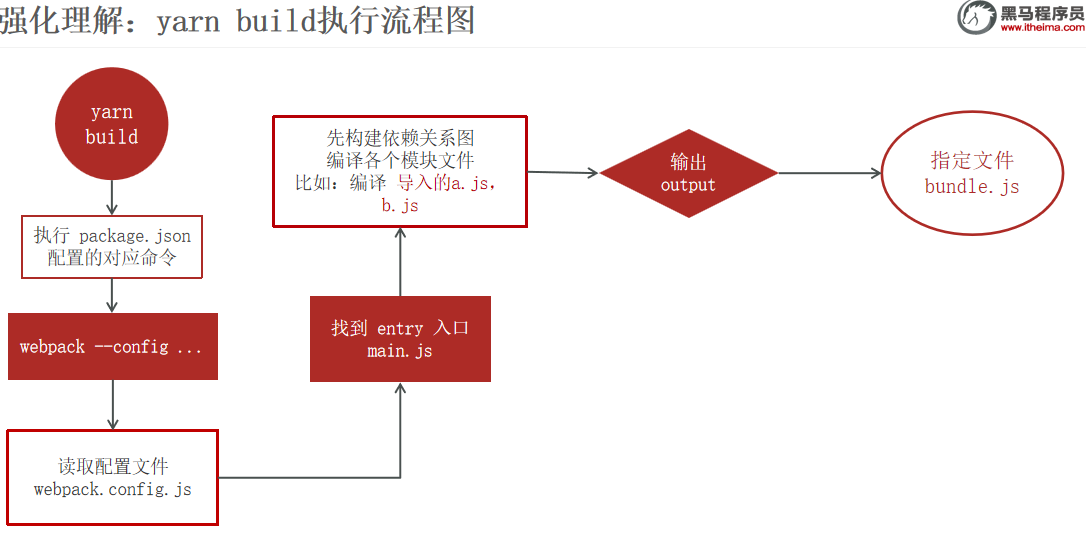 强化理解：yarn build执行流程图
黑马程序员
www.itheima.com
yarn
build
执行 package.json
配置的对应命令
webpack --config ...
读取配置文件
webpack.config.js
找到 entry 入口
main.js
先构建依赖关系图
编译各个模块文件
比如：编译 导入的a.js，
b.js
输出
output
指定文件
bundle.js